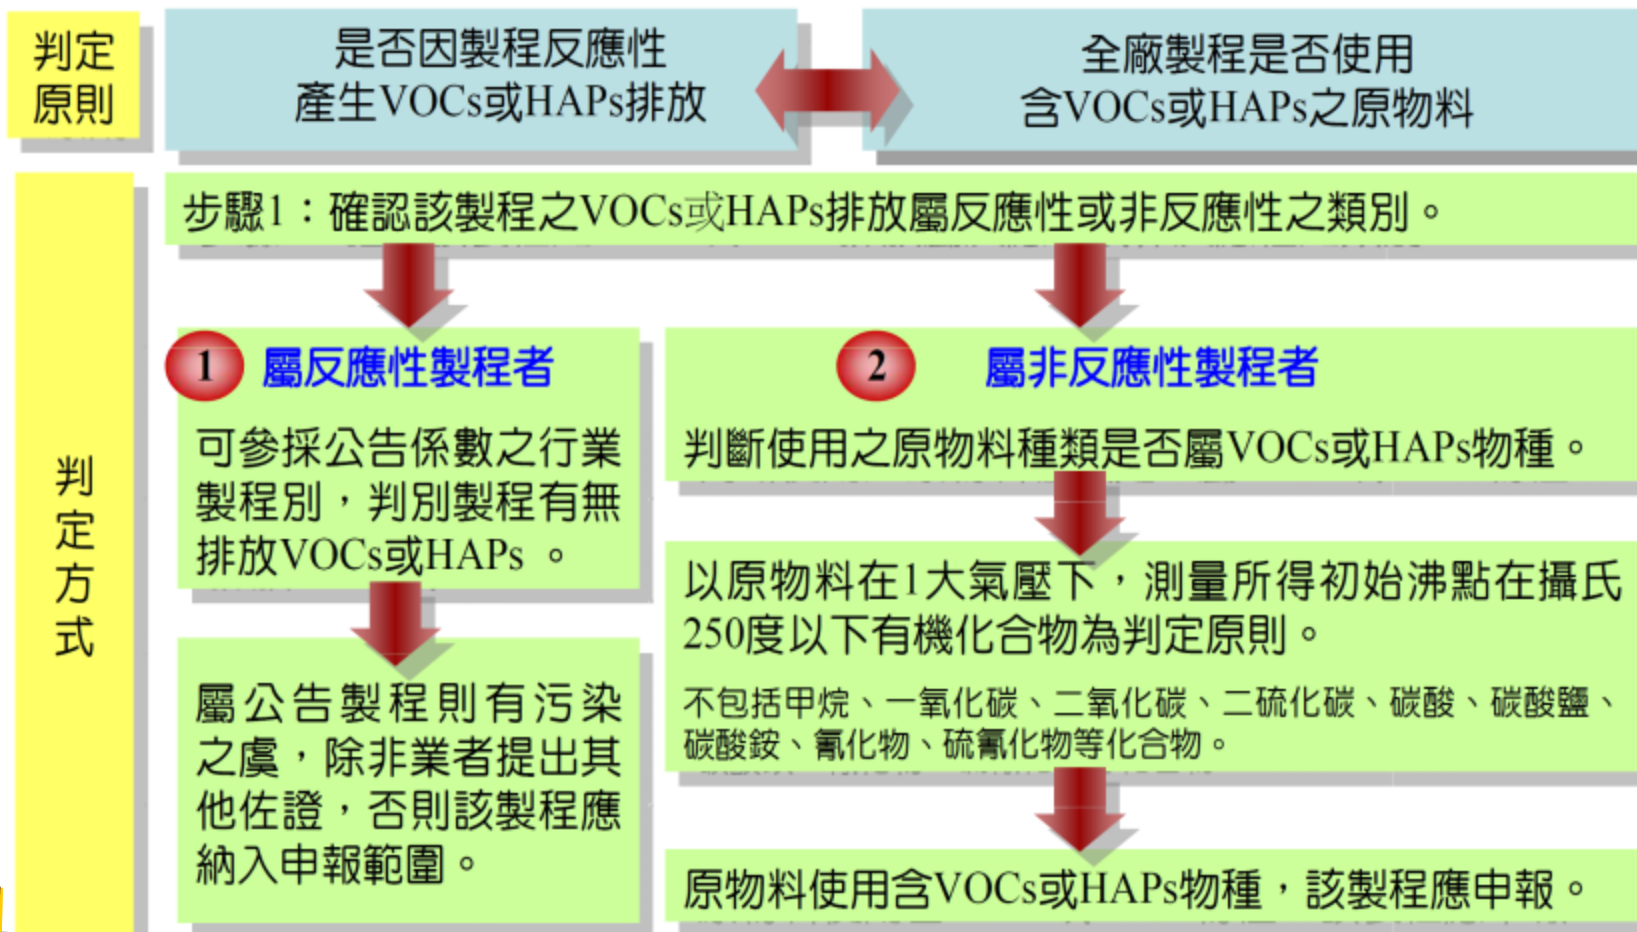 判定
原則
是否因製程反應性
產生VOCs或HAPs排放
全廠製程是否使用
含VOCs或HAPs之原物料
判定方式
步驟1：確認該製程之VOCs或HAPs排放屬反應性或非反應性之類別。
1 屬反應性製程者
可參採公告係數之行業
製程別，判別製程有無
排放VOCs或HAPs 。
屬公告製程則有污染
之虞，除非業者提出其
他佐證，否則該製程應
納入申報範圍。
2 屬非反應性製程者
判斷使用之原物料種類是否屬VOCs或HAPs物種。
以原物料在1大氣壓下，測量所得初始沸點在攝氏
250度以下有機化合物為判定原則。
不包括甲烷、一氧化碳、二氧化碳、二硫化碳、碳酸、碳酸鹽、
碳酸銨、氰化物、硫氰化物等化合物。
原物料使用含VOCs或HAPs物種，該製程應申報。